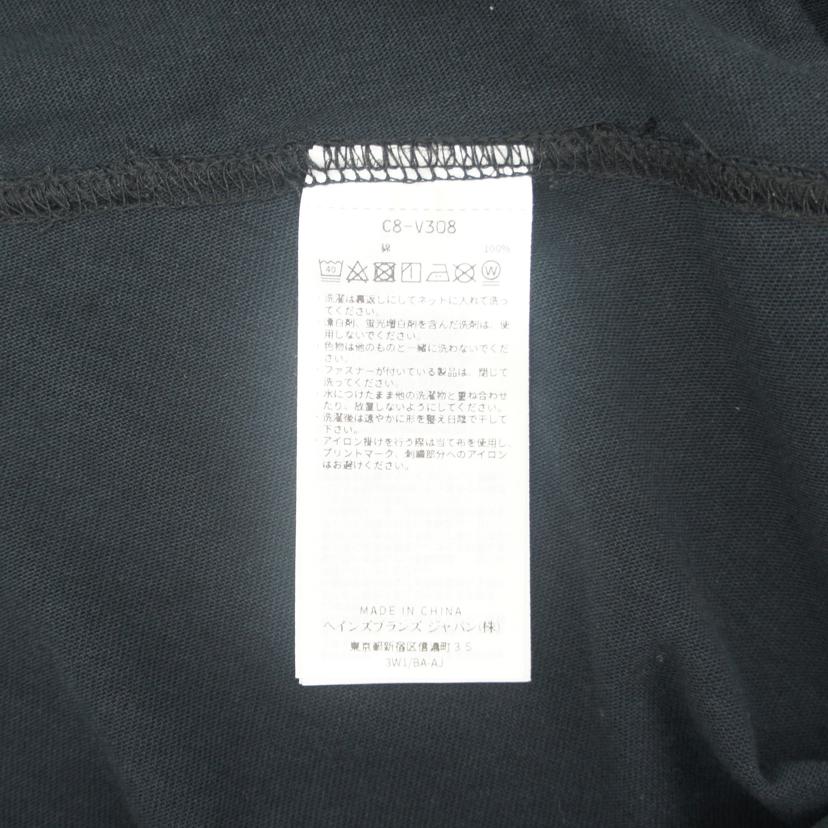 C8-V308
綿 100%
40 W
・洗濯は裏返しにしてネットに入れて洗っ
てください。
・漂白剤、蛍光増白剤を含んだ洗剤は、使
用しないでください。
・色物は他のものと一緒に洗わないでくだ
さい。
・ファスナーが付いている製品は、閉じて
洗ってください。
・水につけたまま他の洗濯物と重ね合わせ
たり、放置しないようにしてください。
・洗濯後は速やかに形を整え日陰で干して
下さい。
・アイロン掛けを行う際は当て布を使用し、
プリントマーク、刺繍部分へのアイロン
はお避けください。
MADE IN CHINA
ヘインズブランズ ジャパン(株)
東京都新宿区信濃町35
3W1/BA-AJ